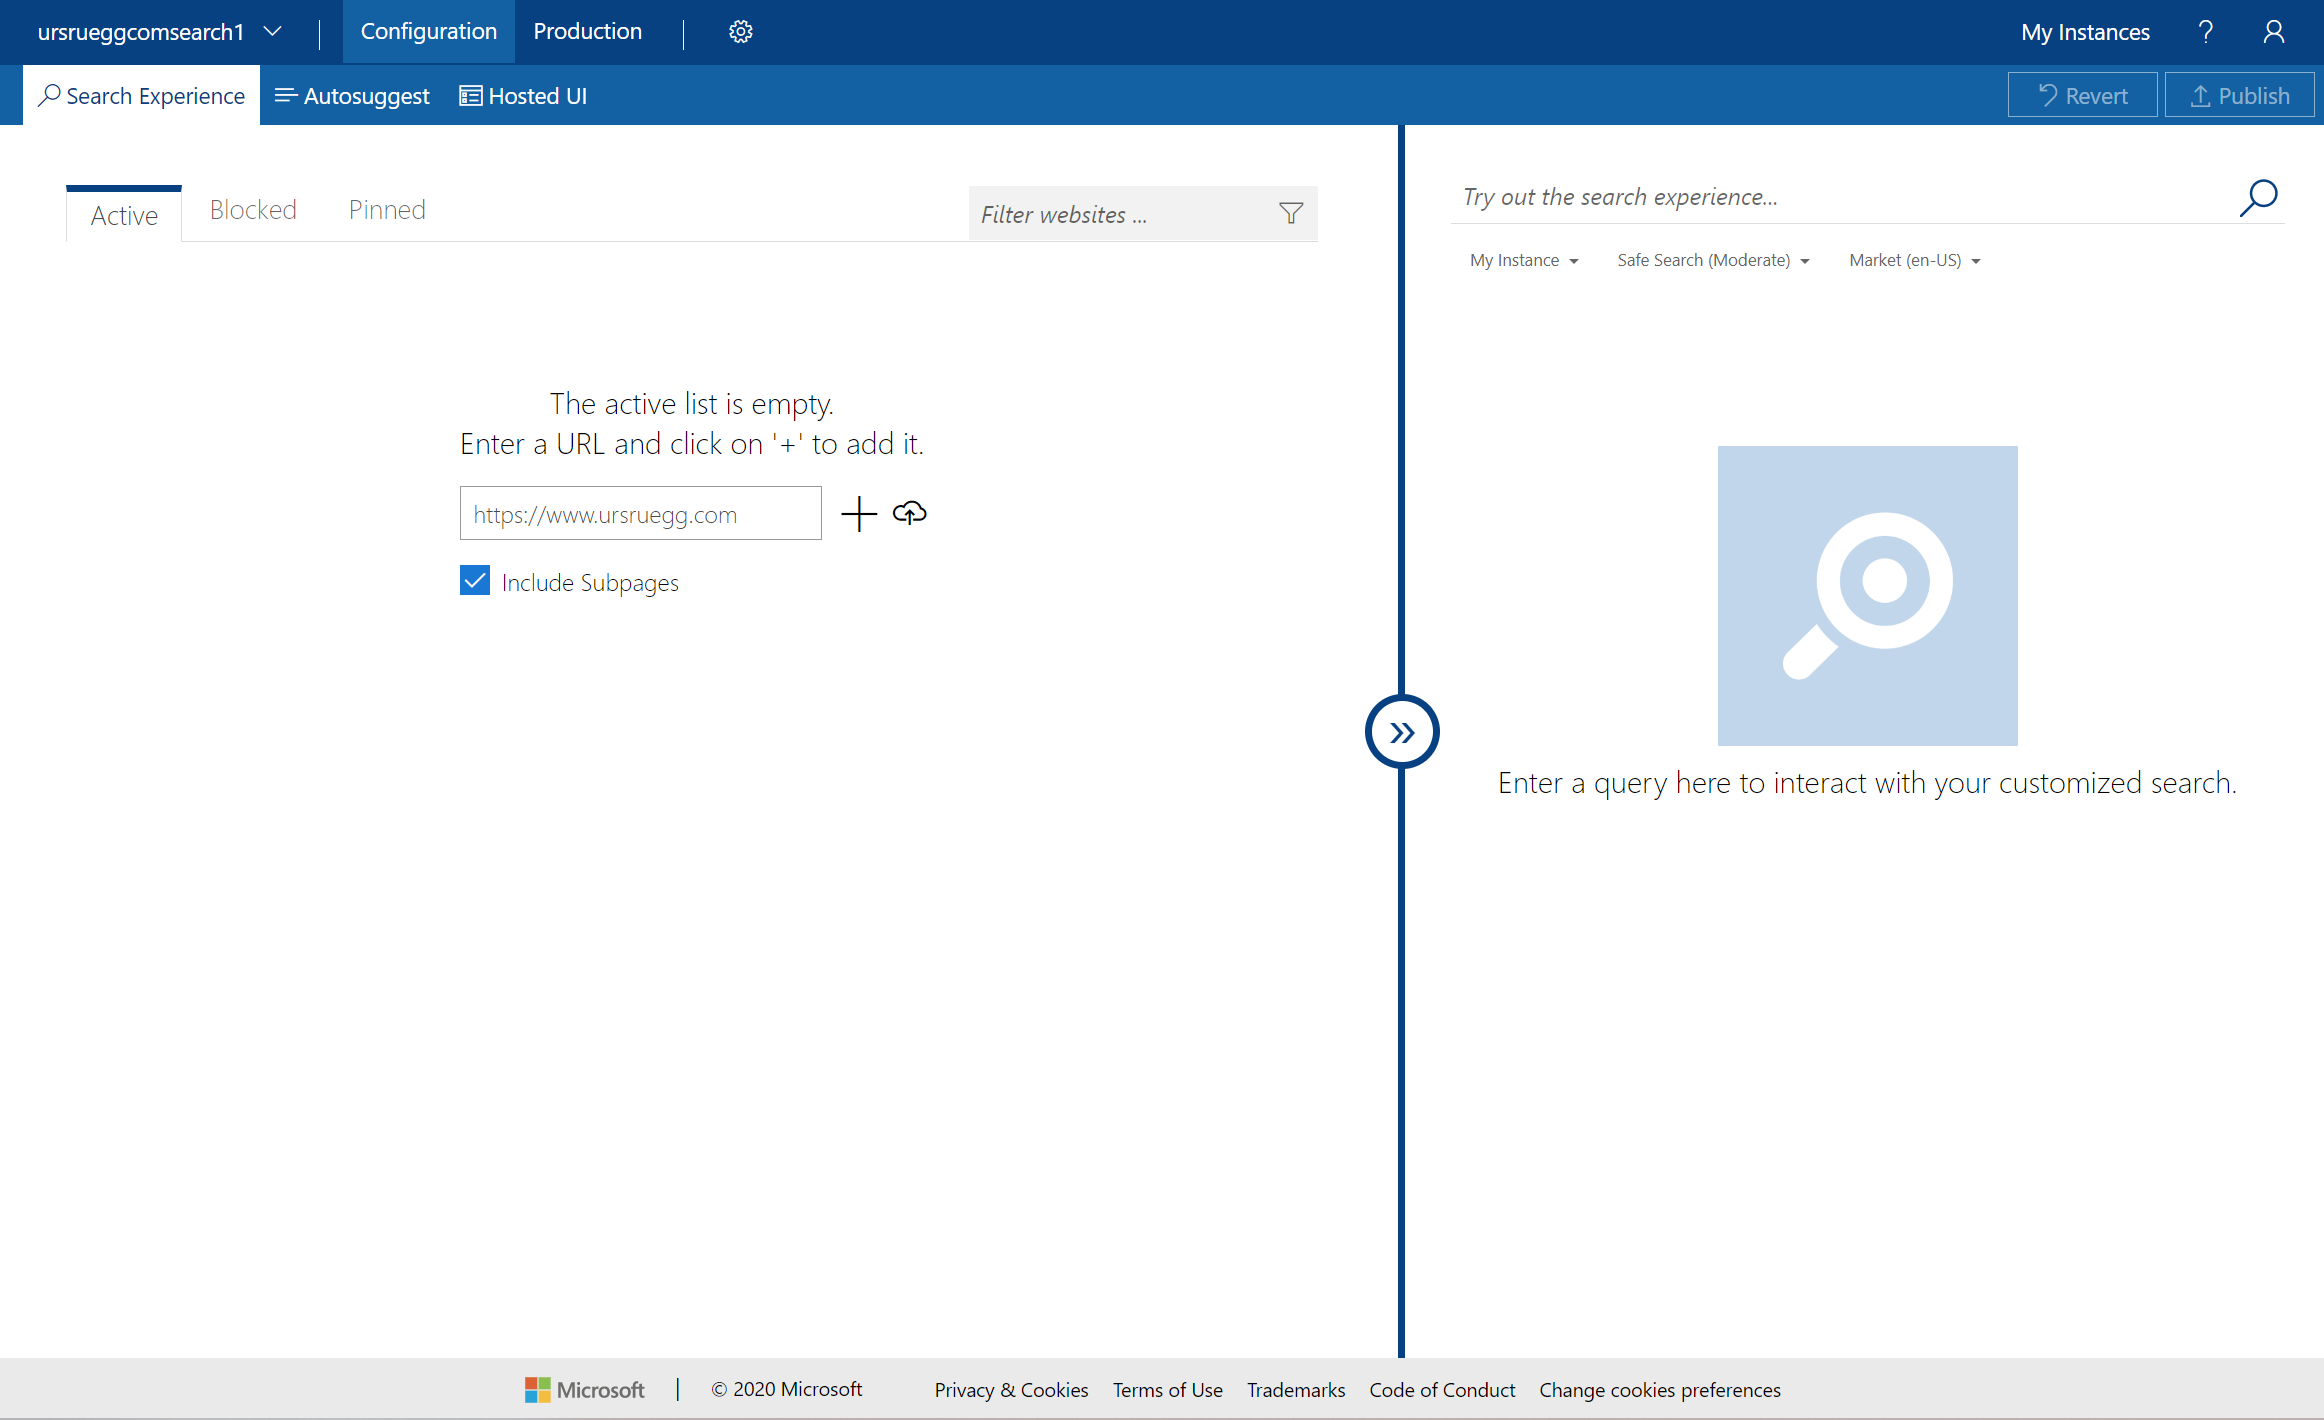 ursrueggcomsearch1
Configuration
Production
My Instances
?
Search Experience
Autosuggest
Hosted UI
Revert
Publish
Active
Blocked
Pinned
Filter websites ...
The active list is empty.
Enter a URL and click on '+' to add it.
https://www.ursruegg.com
Include Subpages
Try out the search experience...
My Instance
Safe Search (Moderate)
Market (en-US)
Enter a query here to interact with your customized search.
Microsoft
© 2020 Microsoft
Privacy & Cookies
Terms of Use
Trademarks
Code of Conduct
Change cookies preferences